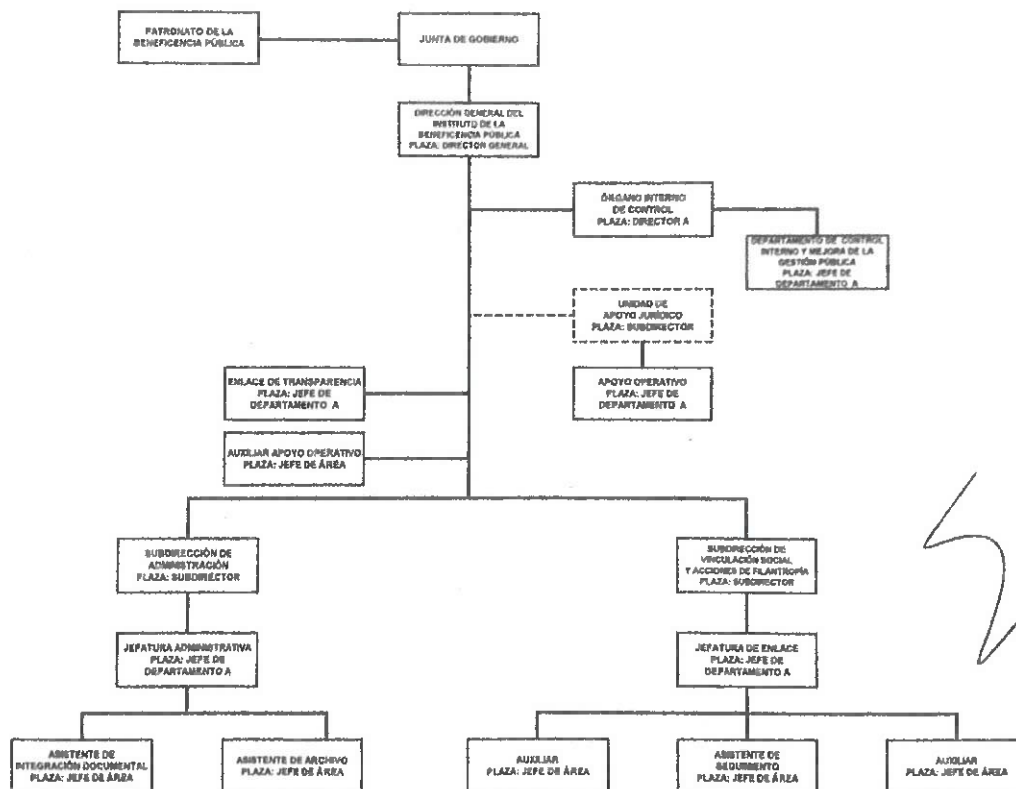 PATRONATO DE LA
BENEFICENCIA PÚBLICA
JUNTA DE GOBIERNO
DIRECCIÓN GENERAL DEL
INSTITUTO DE LA
BENEFICENCIA PÚBLICA
PLAZA: DIRECTOR GENERAL
ÓRGANO INTERNO
DE CONTROL
PLAZA: DIRECTOR A
DEPARTAMENTO DE CONTROL
INTERNO Y MEJORA DE LA
GESTIÓN PÚBLICA
PLAZA: JEFE DE
DEPARTAMENTO A
UNIDAD DE
APOYO JURÍDICO
PLAZA: SUBDIRECTOR
ENLACE DE TRANSPARENCIA
PLAZA: JEFE DE
DEPARTAMENTO A
APOYO OPERATIVO
PLAZA: JEFE DE
DEPARTAMENTO A
AUXILIAR APOYO OPERATIVO
PLAZA: JEFE DE ÁREA
SUBDIRECCIÓN DE
ADMINISTRACIÓN
PLAZA: SUBDIRECTOR
SUBDIRECCIÓN DE
VINCULACIÓN SOCIAL
Y ACCIONES DE FILANTROPÍA
PLAZA: SUBDIRECTOR
JEFATURA ADMINISTRATIVA
PLAZA: JEFE DE
DEPARTAMENTO A
JEFATURA DE ENLACE
PLAZA: JEFE DE
DEPARTAMENTO A
ASISTENTE DE
INTEGRACIÓN DOCUMENTAL
PLAZA: JEFE DE ÁREA
ASISTENTE DE ARCHIVO
PLAZA: JEFE DE ÁREA
AUXILIAR
PLAZA: JEFE DE ÁREA
ASISTENTE DE
SEGUIMIENTO
PLAZA: JEFE DE ÁREA
AUXILIAR
PLAZA: JEFE DE ÁREA